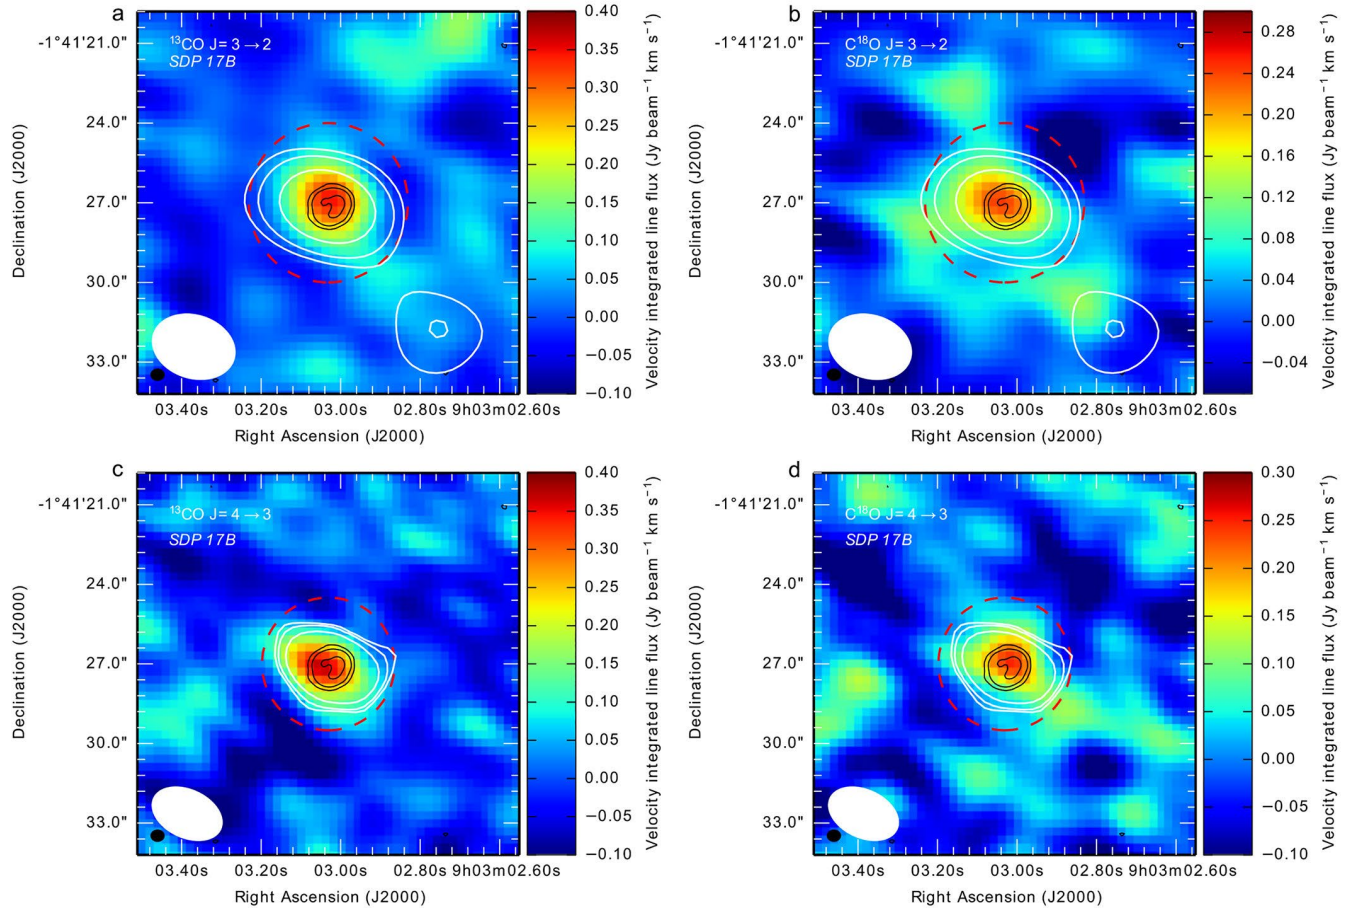 a
¹³CO J = 3 → 2
SDP 17B
-1°41'21.0"
24.0"
27.0"
30.0"
33.0"
Declination (J2000)
03.40s 03.20s 03.00s 02.80s 9h03m02.60s
Right Ascension (J2000)
0.40
0.35
0.30
0.25
0.20
0.15
0.10
0.05
0.00
−0.05
−0.10
Velocity integrated line flux (Jy beam⁻¹ km s⁻¹)
b
C¹⁸O J = 3 → 2
SDP 17B
-1°41'21.0"
24.0"
27.0"
30.0"
33.0"
Declination (J2000)
03.40s 03.20s 03.00s 02.80s 9h03m02.60s
Right Ascension (J2000)
0.28
0.24
0.20
0.16
0.12
0.08
0.04
0.00
−0.04
Velocity integrated line flux (Jy beam⁻¹ km s⁻¹)
c
¹³CO J = 4 → 3
SDP 17B
-1°41'21.0"
24.0"
27.0"
30.0"
33.0"
Declination (J2000)
03.40s 03.20s 03.00s 02.80s 9h03m02.60s
Right Ascension (J2000)
0.40
0.35
0.30
0.25
0.20
0.15
0.10
0.05
0.00
−0.05
−0.10
Velocity integrated line flux (Jy beam⁻¹ km s⁻¹)
d
C¹⁸O J = 4 → 3
SDP 17B
-1°41'21.0"
24.0"
27.0"
30.0"
33.0"
Declination (J2000)
03.40s 03.20s 03.00s 02.80s 9h03m02.60s
Right Ascension (J2000)
0.30
0.25
0.20
0.15
0.10
0.05
0.00
−0.05
−0.10
Velocity integrated line flux (Jy beam⁻¹ km s⁻¹)